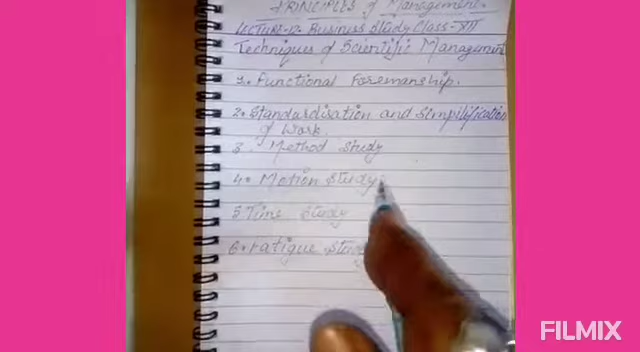 PRINCIPLES of Management.
LECTURE-12. Business Study Class-XII
Techniques of Scientific Management
1. Functional Foremanship.
2. Standardisation and Simplification
of Work.
3 Method Study
4. Motion Study
5 Time Study
6. Fatigue Study
FILMIX